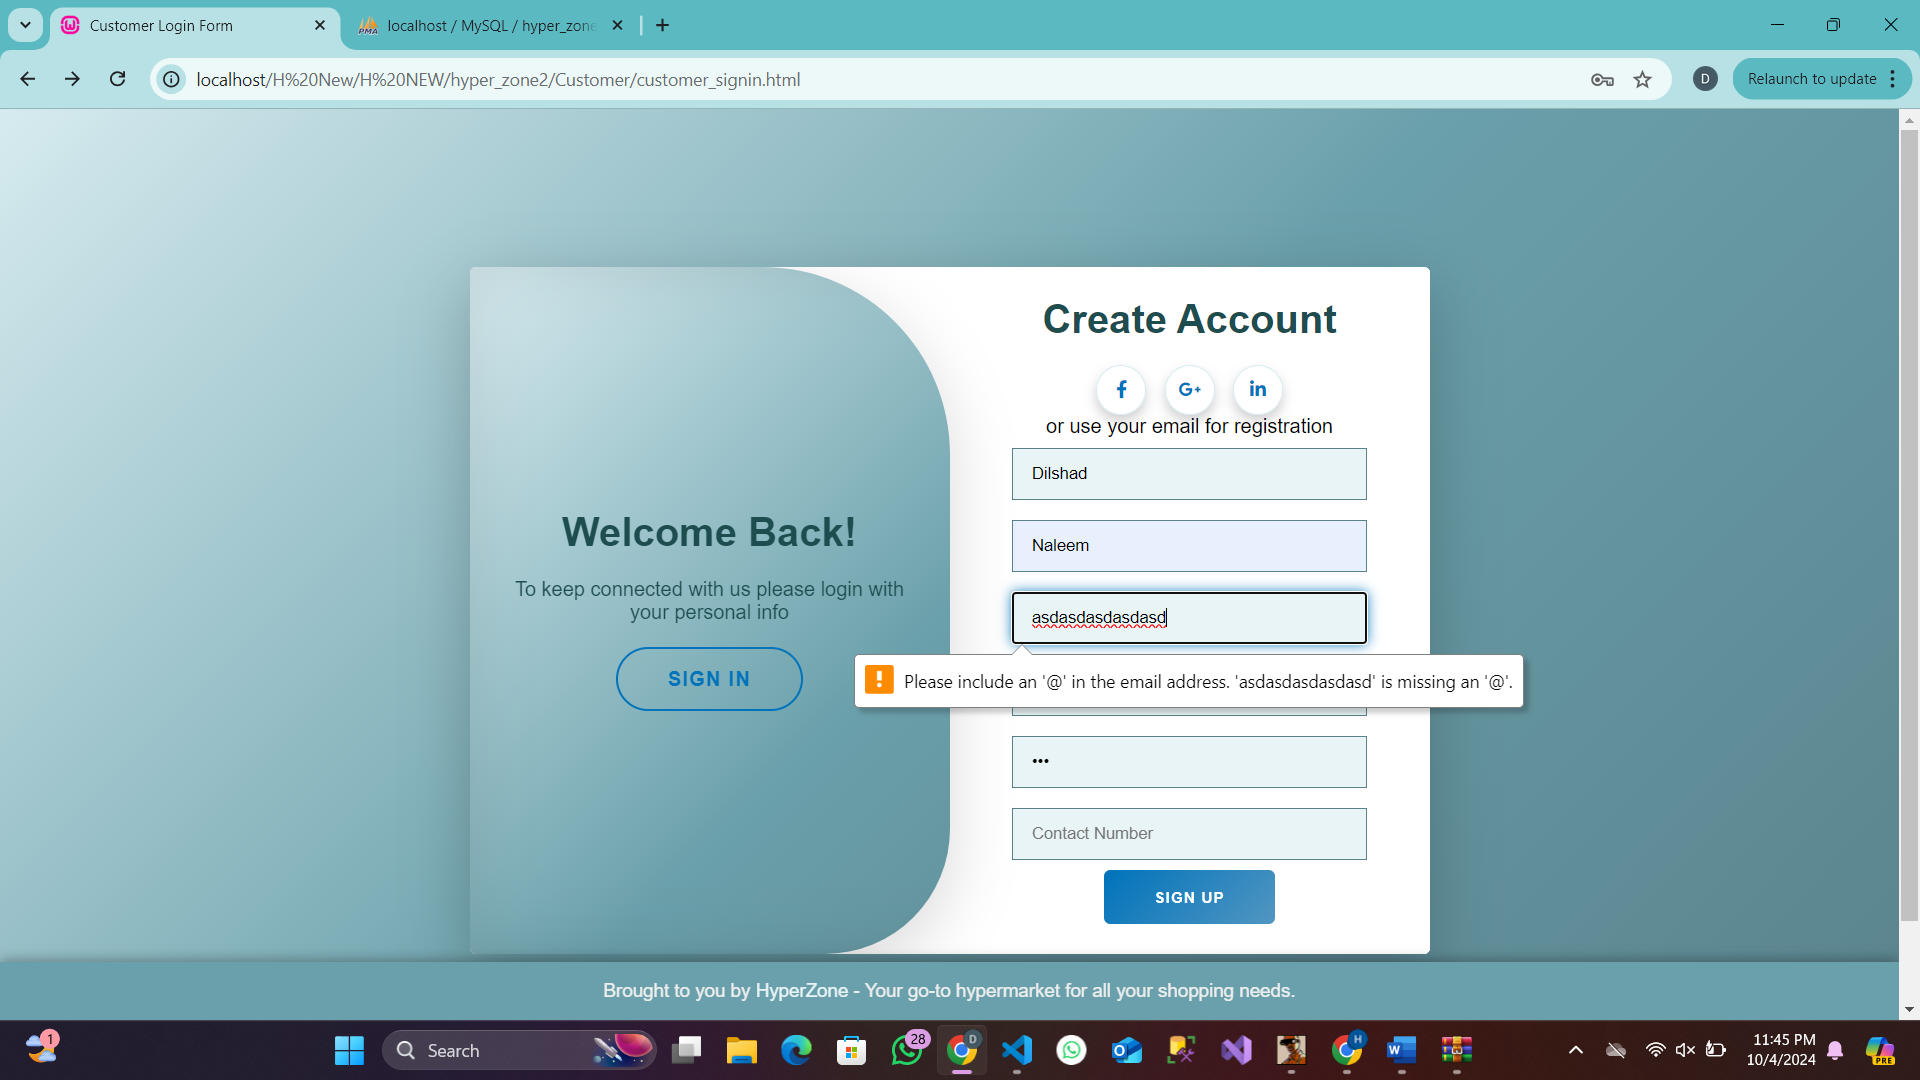 Customer Login Form
localhost / MySQL / hyper_zone
localhost/H%20New/H%20NEW/hyper_zone2/Customer/customer_signin.html
D
Relaunch to update
Create Account
f
G+
in
or use your email for registration
Dilshad
Naleem
asdasdasdasdasd
Please include an '@' in the email address. 'asdasdasdasdasd' is missing an '@'.
•••
Contact Number
SIGN UP
Welcome Back!
To keep connected with us please login with
your personal info
SIGN IN
Brought to you by HyperZone - Your go-to hypermarket for all your shopping needs.
1
Search
28
D
H
W
PRE
11:45 PM
10/4/2024